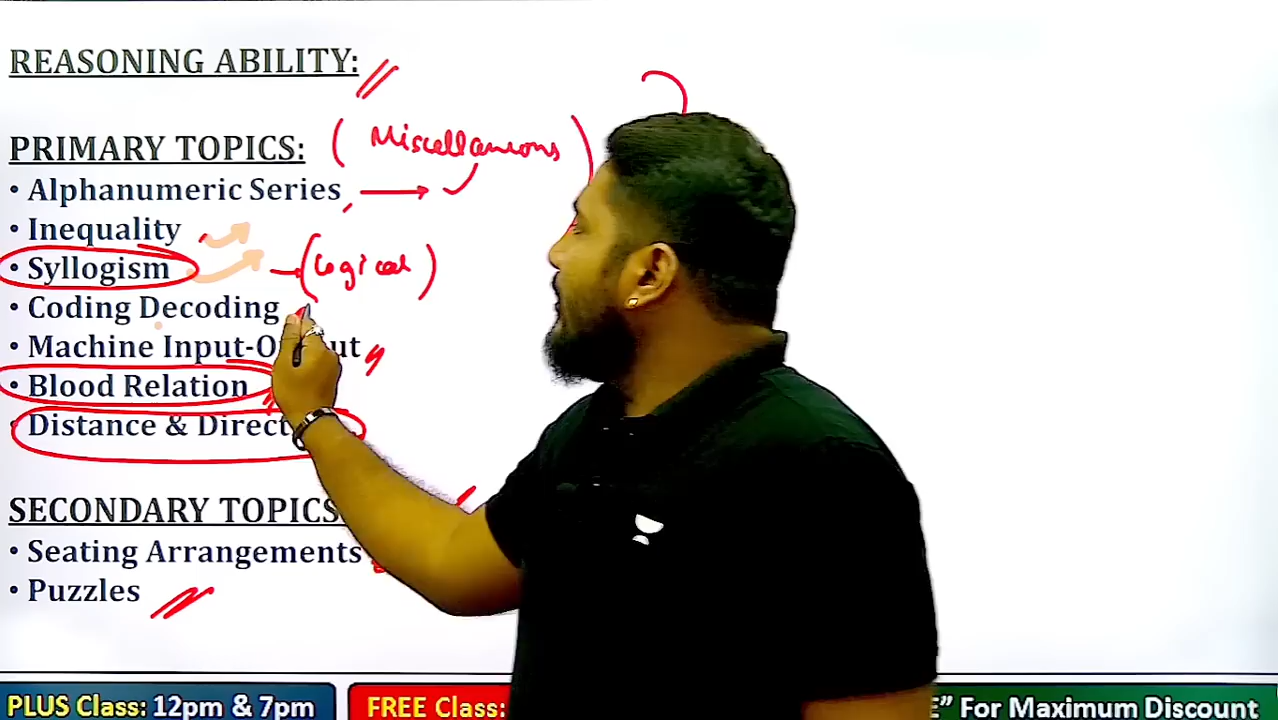 REASONING ABILITY:
PRIMARY TOPICS: (Miscellaneous)
• Alphanumeric Series
• Inequality
• Syllogism (Logical)
• Coding Decoding
• Machine Input-O ut
• Blood Relation
• Distance & Direct
SECONDARY TOPICS
• Seating Arrangements
• Puzzles
PLUS Class: 12pm & 7pm FREE Class: E” For Maximum Discount